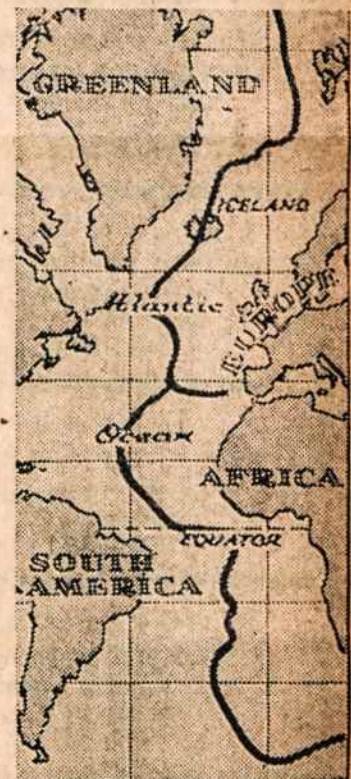 GREENLAND
ICELAND
Atlantic
EUROPE
Ocean
AFRICA
EQUATOR
SOUTH
AMERICA